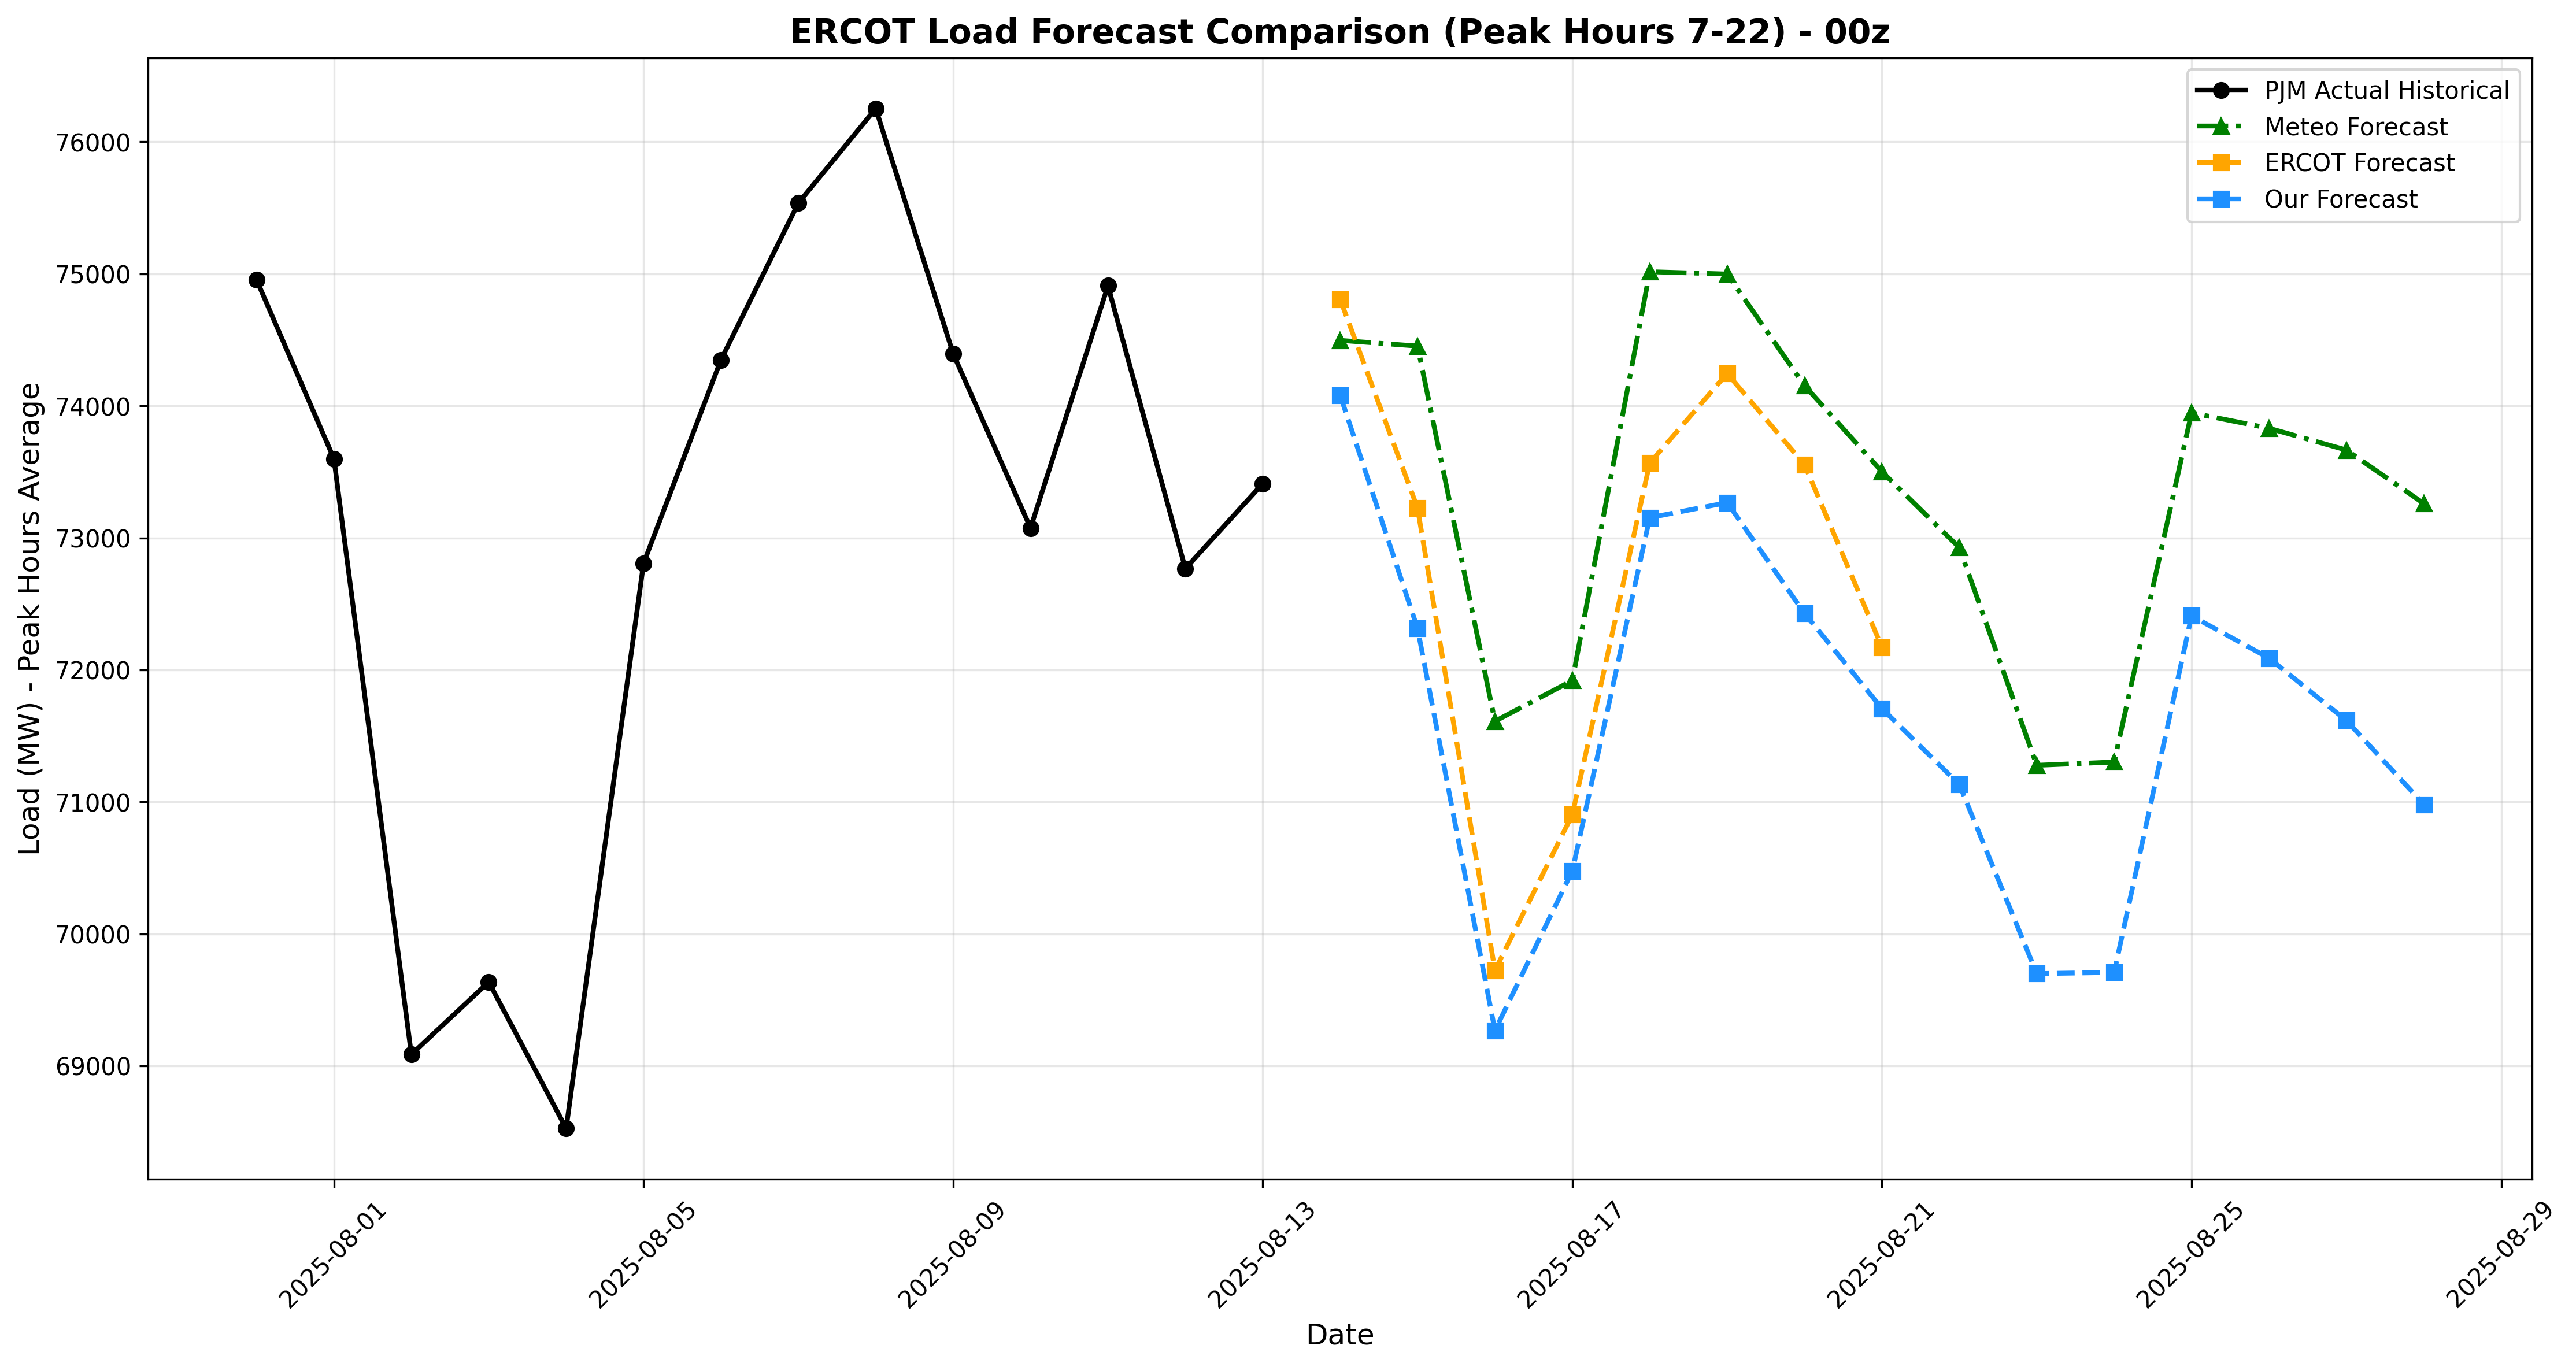 ERCOT Load Forecast Comparison (Peak Hours 7-22) - 00z
PJM Actual Historical
Meteo Forecast
ERCOT Forecast
Our Forecast
Load (MW) - Peak Hours Average
76000
75000
74000
73000
72000
71000
70000
69000
2025-08-01
2025-08-05
2025-08-09
2025-08-13
2025-08-17
2025-08-21
2025-08-25
2025-08-29
Date